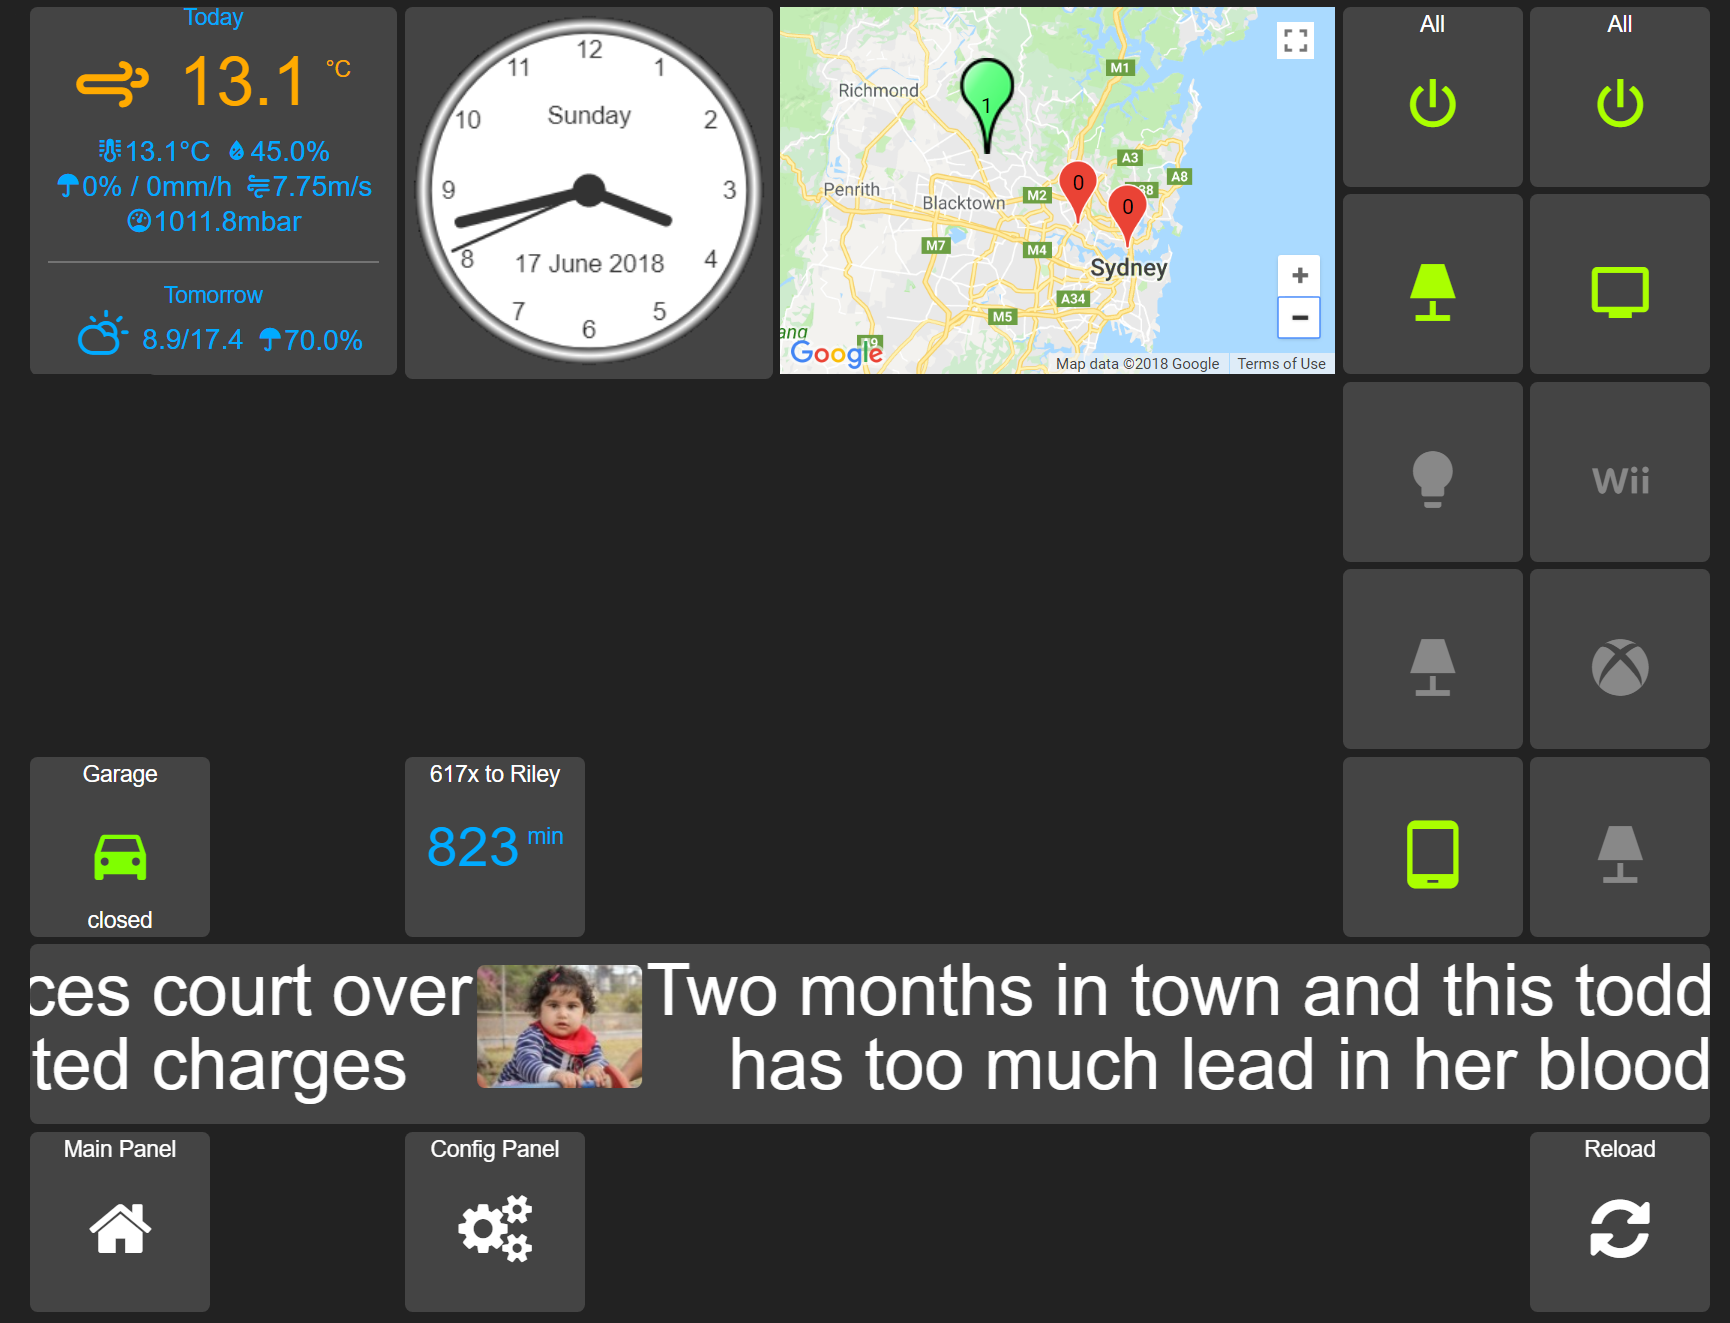 Today
13.1 °C
13.1°C 45.0%
0% / 0mm/h 7.75m/s
1011.8mbar
Tomorrow
8.9/17.4 70.0%
12
11 1
10 Sunday 2
9 3
8 17 June 2018 4
7 5
6
M1
Richmond
1
A3
Penrith
0
M2
A8
38
Blacktown
0
M7
M4
Sydney
A34
M5
ang
Google
Map data ©2018 Google Terms of Use
All
All
Wii
Garage
closed
617x to Riley
823 min
ces court over
ted charges
Two months in town and this todd
has too much lead in her blood
Main Panel
Config Panel
Reload